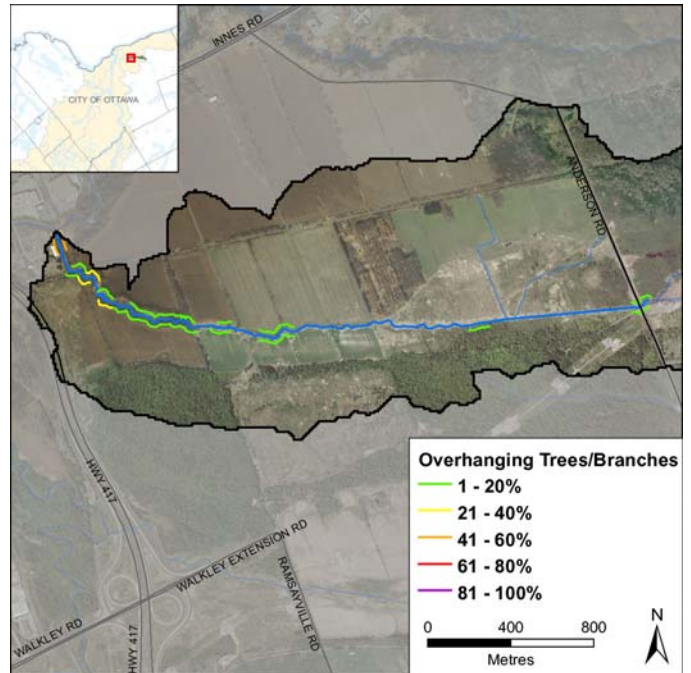 CITY OF OTTAWA
INNES RD
ANDERSON RD
HWY 417
WALKLEY EXTENSION RD
RAMSAYVILLE RD
WALKLEY RD
HWY 417
Overhanging Trees/Branches
1 - 20%
21 - 40%
41 - 60%
61 - 80%
81 - 100%
N
0 400 800
Metres